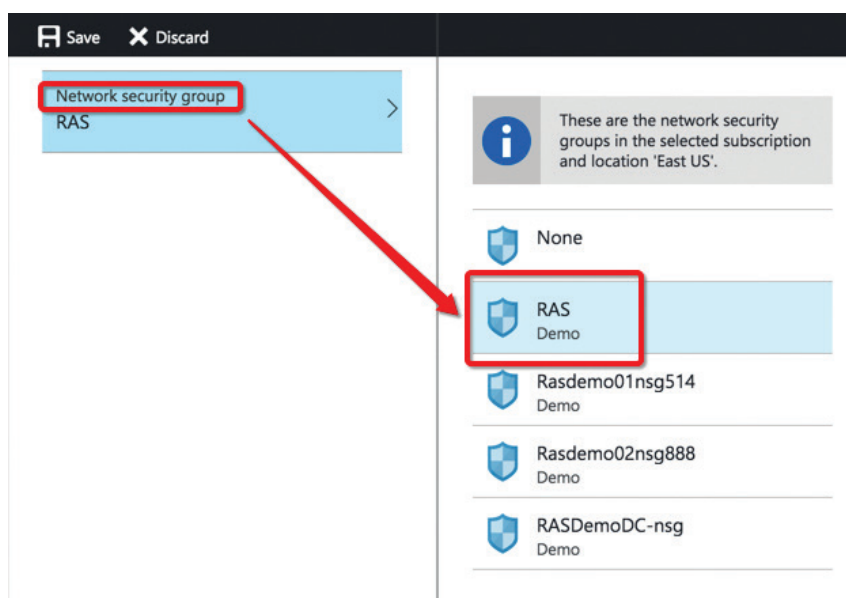 Save Discard
Network security group
RAS
These are the network security
groups in the selected subscription
and location 'East US'.
None
RAS
Demo
Rasdemo01nsg514
Demo
Rasdemo02nsg888
Demo
RASDemoDC-nsg
Demo